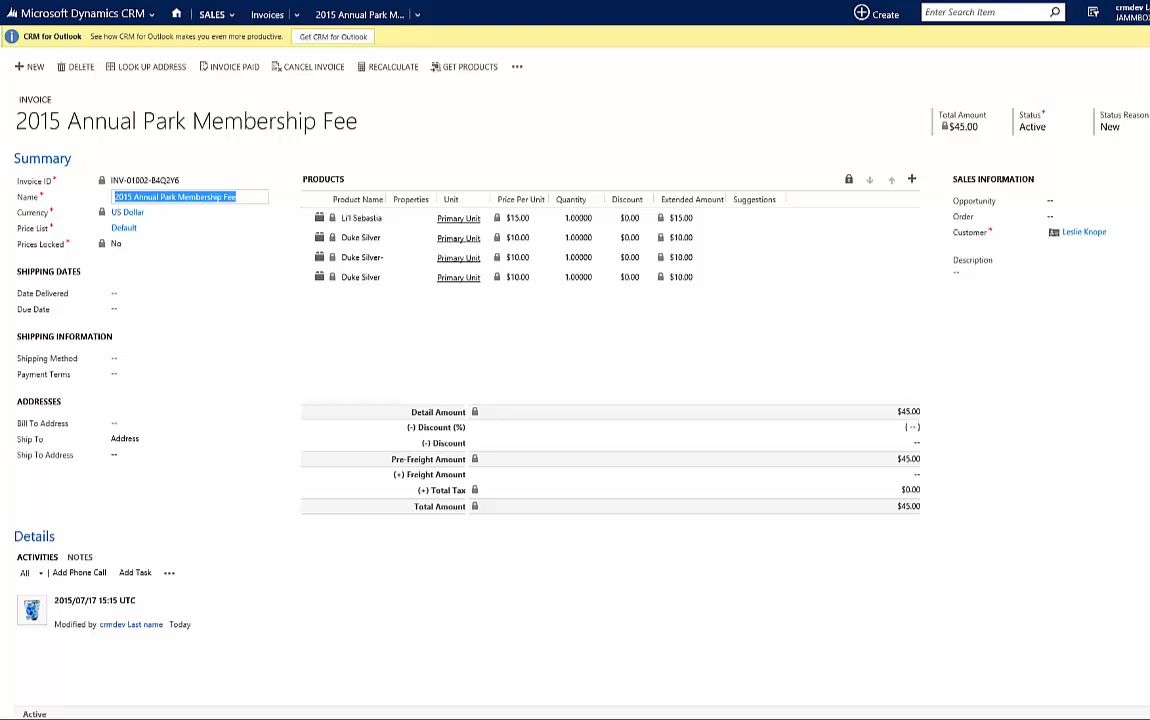 Microsoft Dynamics CRM SALES Invoices 2015 Annual Park M... Create Enter Search Item crmdev L
JAMMBOX
CRM for Outlook See how CRM for Outlook makes you even more productive. Get CRM for Outlook
NEW DELETE LOOK UP ADDRESS INVOICE PAID CANCEL INVOICE RECALCULATE GET PRODUCTS ...
INVOICE
2015 Annual Park Membership Fee
Total Amount
$45.00
Status*
Active
Status Reason
New
Summary
Invoice ID* INV-01002-B4Q2Y6
Name* 2015 Annual Park Membership Fee
Currency* US Dollar
Price List* Default
Prices Locked* No
SHIPPING DATES
Date Delivered --
Due Date --
SHIPPING INFORMATION
Shipping Method --
Payment Terms --
ADDRESSES
Bill To Address --
Ship To Address
Ship To Address --
PRODUCTS
Product Name Properties Unit Price Per Unit Quantity Discount Extended Amount Suggestions
Li'l Sebastia Primary Unit $15.00 1.00000 $0.00 $15.00
Duke Silver Primary Unit $10.00 1.00000 $0.00 $10.00
Duke Silver- Primary Unit $10.00 1.00000 $0.00 $10.00
Duke Silver Primary Unit $10.00 1.00000 $0.00 $10.00
Detail Amount $45.00
(-) Discount (%) ( -- )
(-) Discount --
Pre-Freight Amount $45.00
(+) Freight Amount --
(+) Total Tax $0.00
Total Amount $45.00
SALES INFORMATION
Opportunity --
Order --
Customer* Leslie Knope
Description
--
Details
ACTIVITIES NOTES
All | Add Phone Call Add Task ...
2015/07/17 15:15 UTC
Modified by crmdev Last name Today
Active